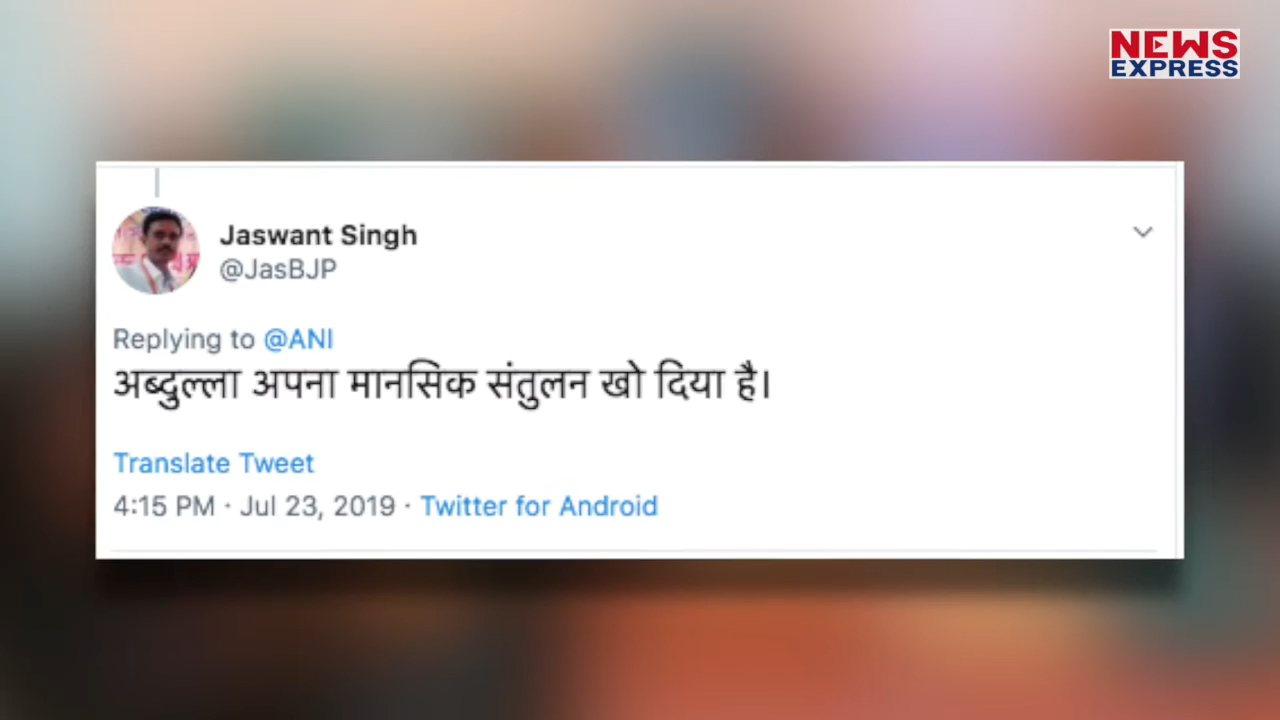 NEWS
EXPRESS
Jaswant Singh
@JasBJP
Replying to @ANI
अब्दुल्ला अपना मानसिक संतुलन खो दिया है।
Translate Tweet
4:15 PM · Jul 23, 2019 · Twitter for Android